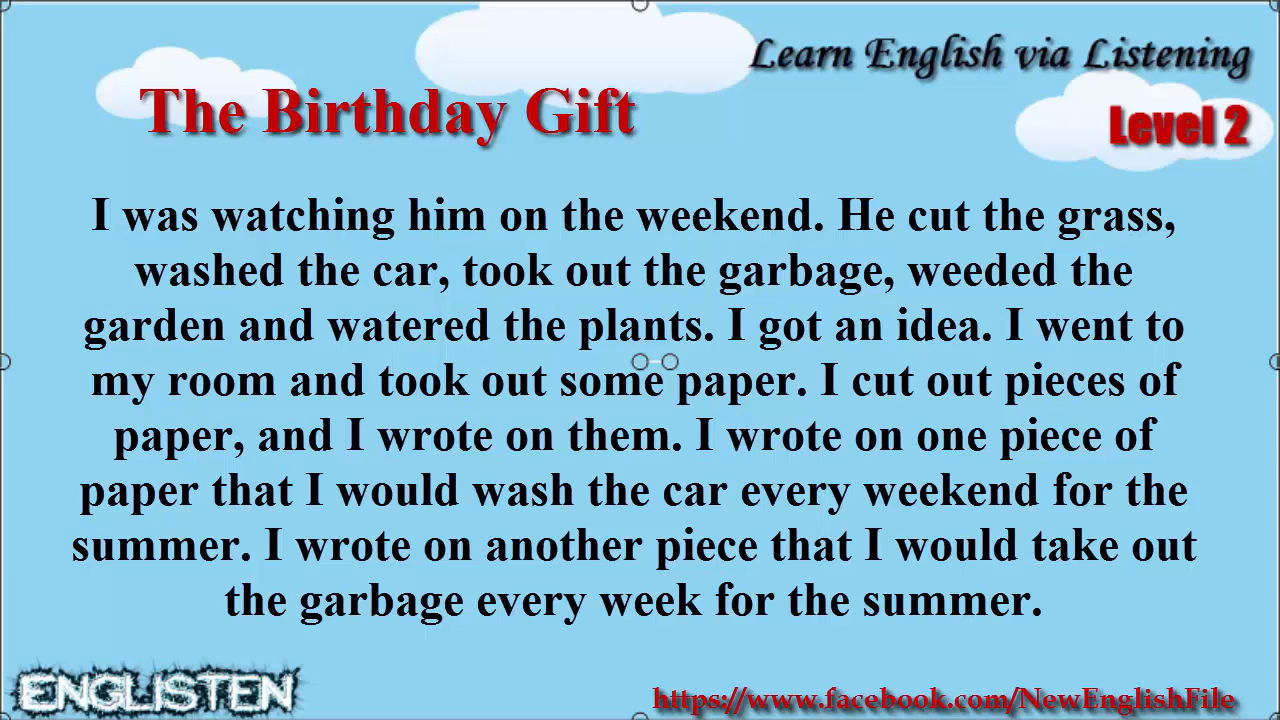 Learn English via Listening
The Birthday Gift
Level 2
I was watching him on the weekend. He cut the grass,
washed the car, took out the garbage, weeded the
garden and watered the plants. I got an idea. I went to
my room and took out some paper. I cut out pieces of
paper, and I wrote on them. I wrote on one piece of
paper that I would wash the car every weekend for the
summer. I wrote on another piece that I would take out
the garbage every week for the summer.
ENGLISTEN
https://www.facebook.com/NewEnglishFile